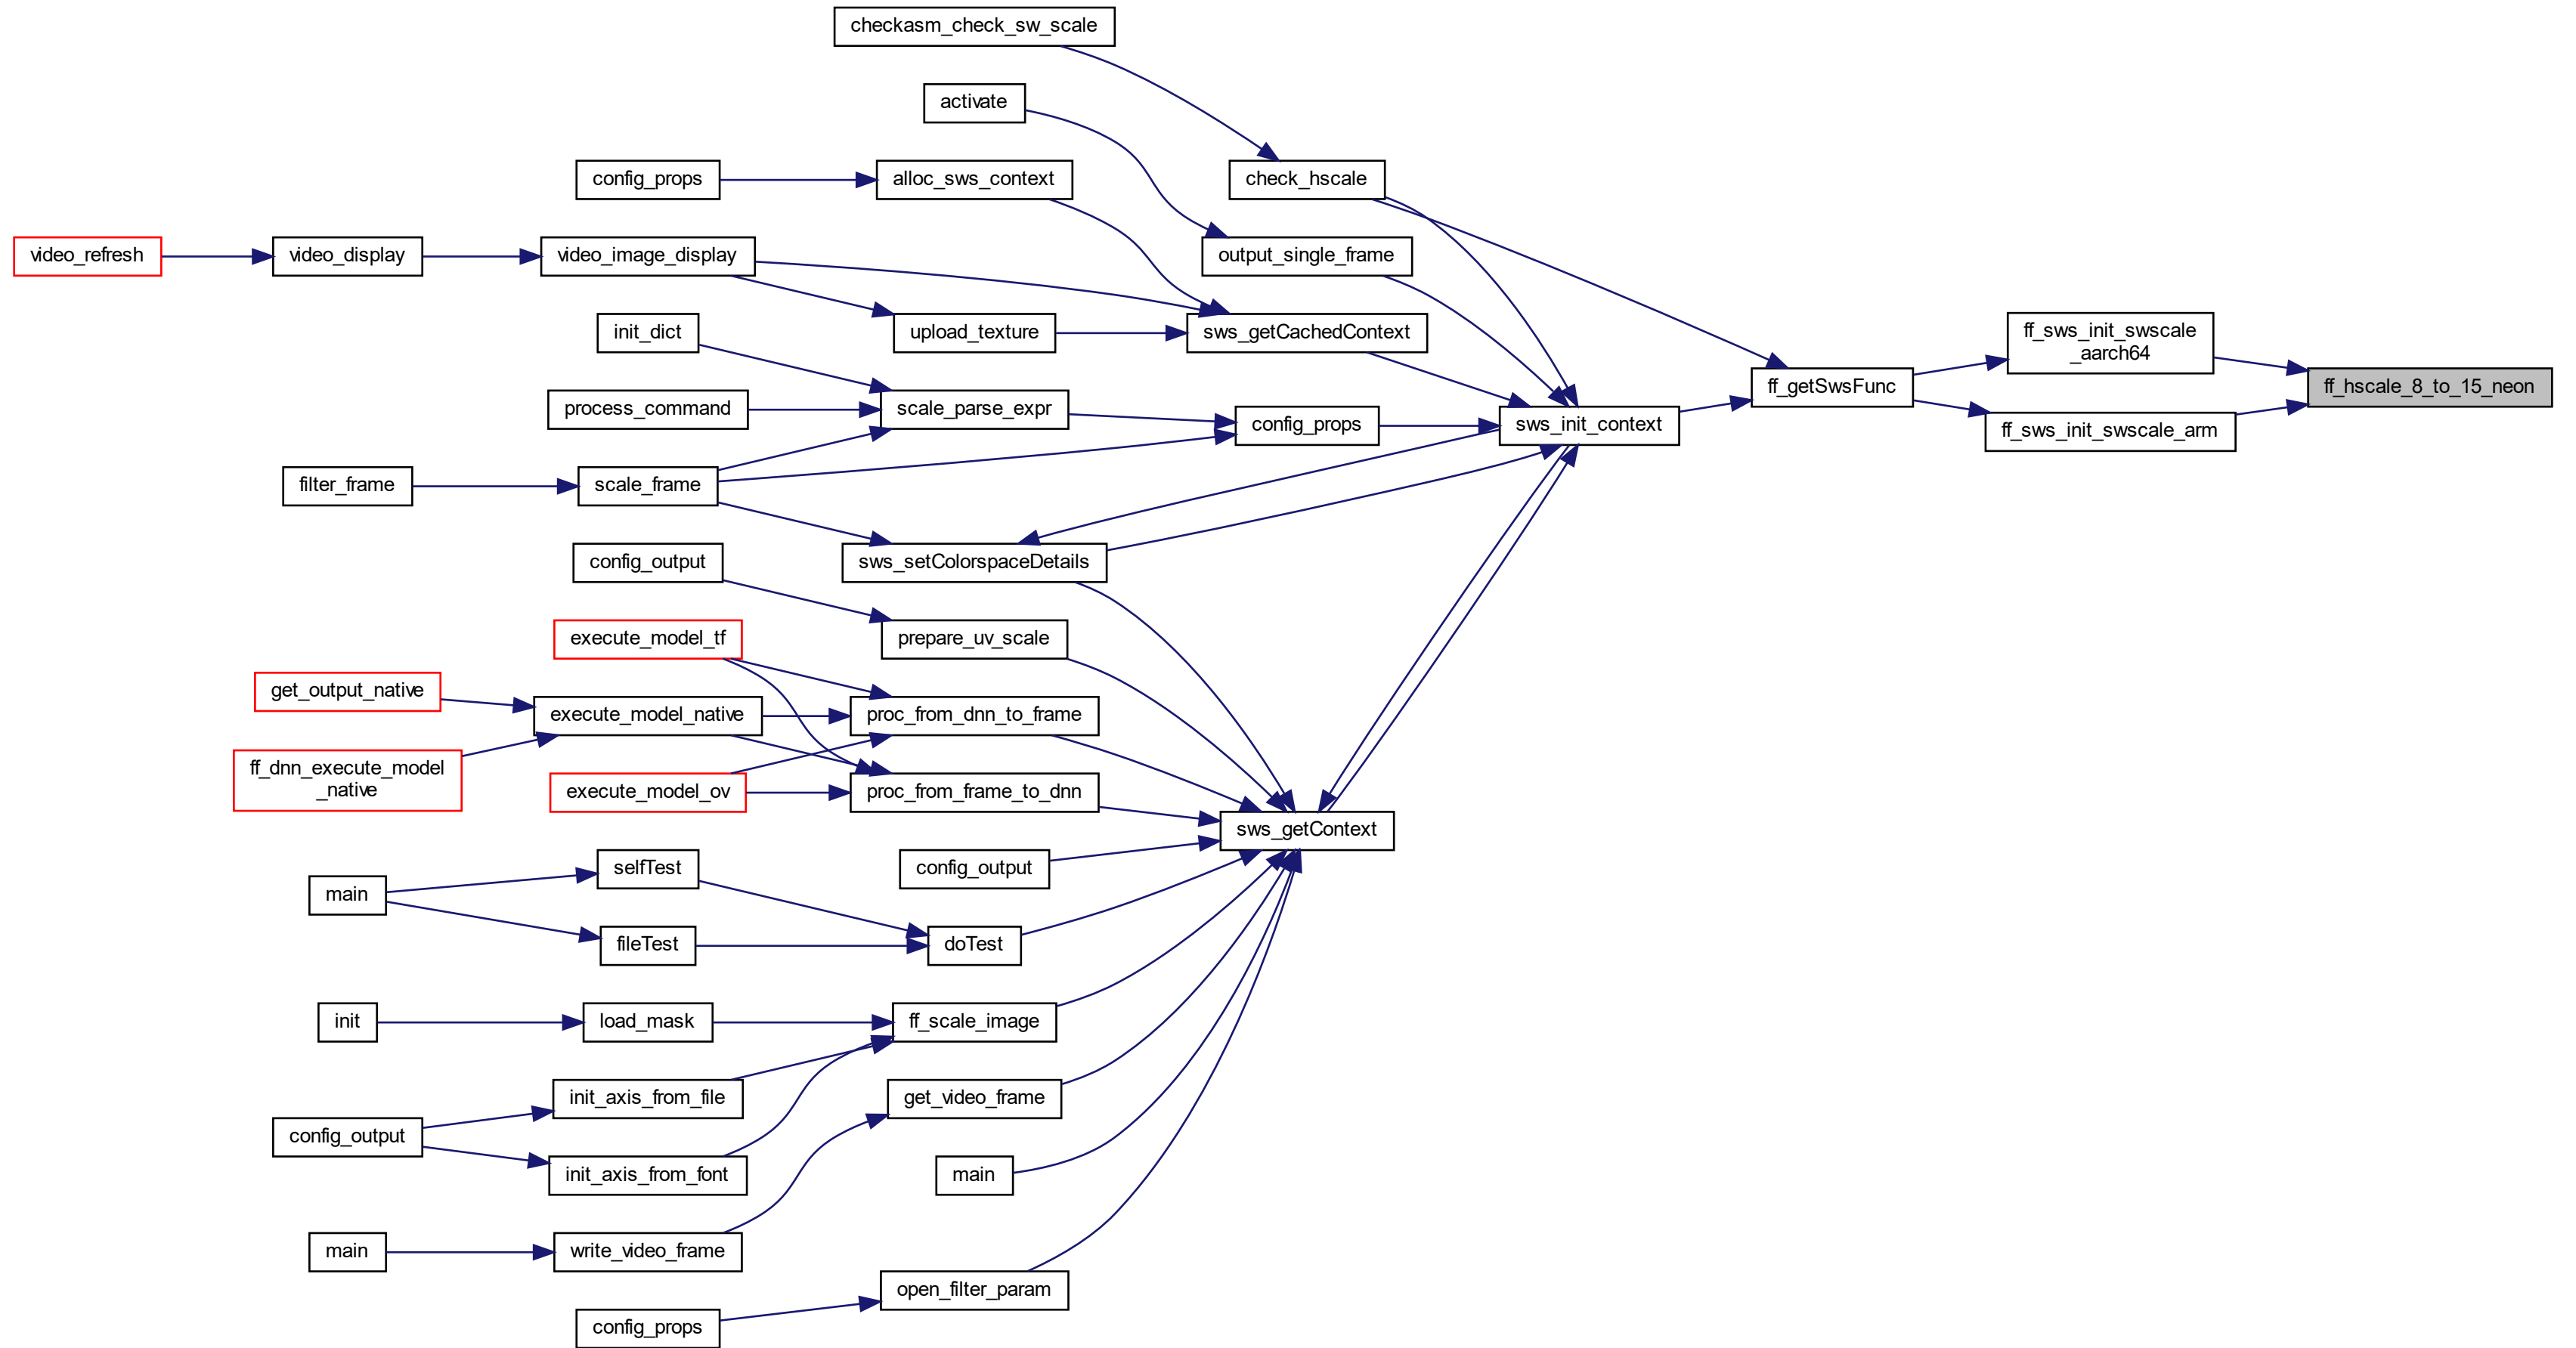 checkasm_check_sw_scale
activate
config_props
alloc_sws_context
check_hscale
video_refresh
video_display
video_image_display
output_single_frame
init_dict
upload_texture
sws_getCachedContext
ff_sws_init_swscale
_aarch64
ff_getSwsFunc
ff_hscale_8_to_15_neon
process_command
scale_parse_expr
config_props
sws_init_context
ff_sws_init_swscale_arm
filter_frame
scale_frame
config_output
sws_setColorspaceDetails
execute_model_tf
prepare_uv_scale
get_output_native
execute_model_native
proc_from_dnn_to_frame
ff_dnn_execute_model
_native
execute_model_ov
proc_from_frame_to_dnn
sws_getContext
main
selfTest
config_output
fileTest
doTest
init
load_mask
ff_scale_image
init_axis_from_file
get_video_frame
config_output
init_axis_from_font
main
main
write_video_frame
open_filter_param
config_props